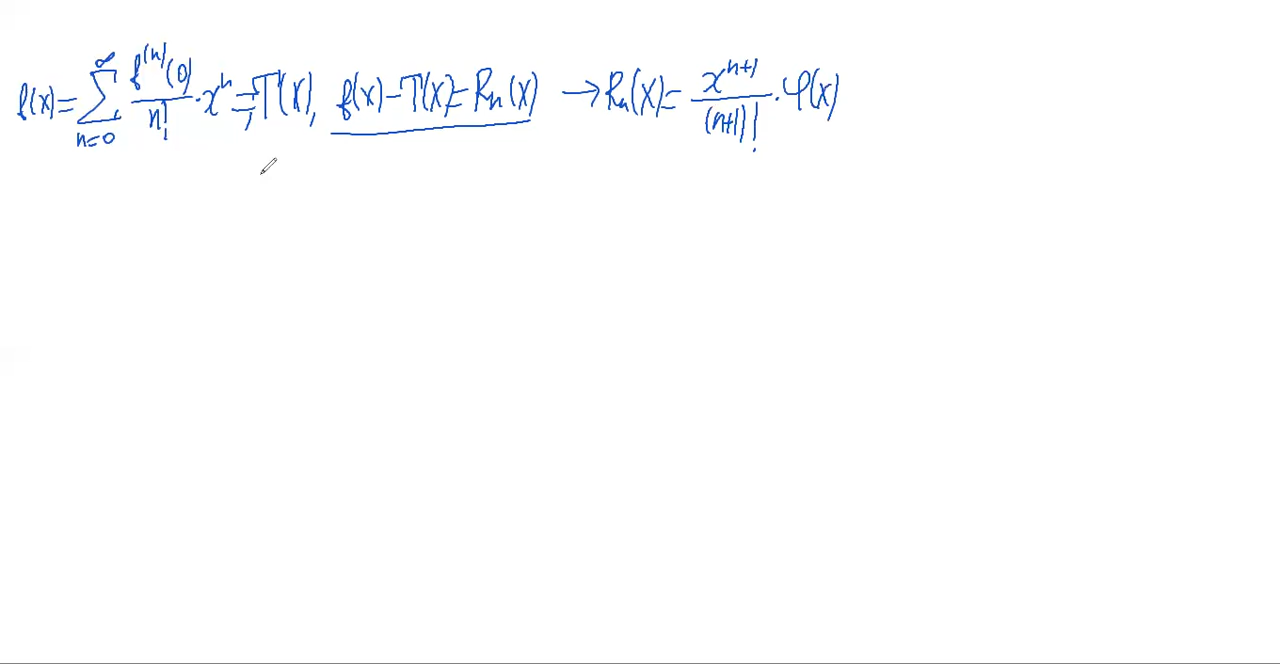 f(x) = ∑_{n=0}^{∞} f^{(n)}(0)/n! · x^n = T(x), f(x) − T(x) = R_n(x) → R_n(x) = x^{n+1}/(n+1)! · φ(x)